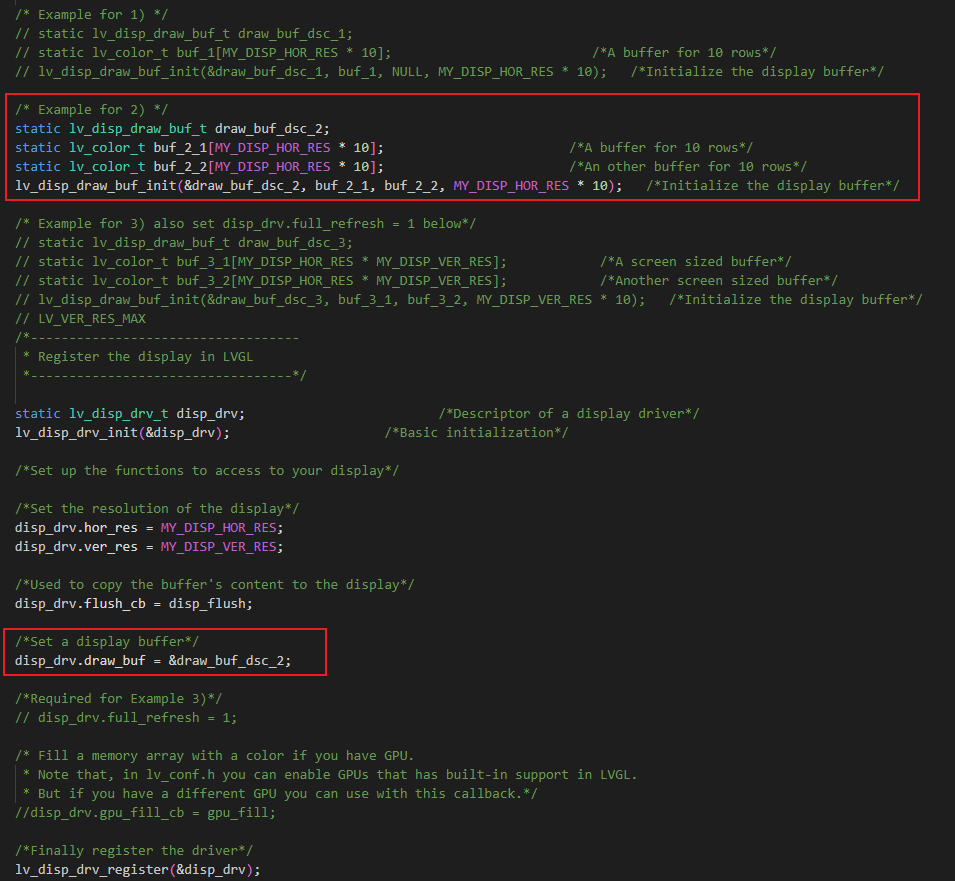 /* Example for 1) */
// static lv_disp_draw_buf_t draw_buf_dsc_1;
// static lv_color_t buf_1[MY_DISP_HOR_RES * 10]; /*A buffer for 10 rows*/
// lv_disp_draw_buf_init(&draw_buf_dsc_1, buf_1, NULL, MY_DISP_HOR_RES * 10); /*Initialize the display buffer*/
/* Example for 2) */
static lv_disp_draw_buf_t draw_buf_dsc_2;
static lv_color_t buf_2_1[MY_DISP_HOR_RES * 10]; /*A buffer for 10 rows*/
static lv_color_t buf_2_2[MY_DISP_HOR_RES * 10]; /*An other buffer for 10 rows*/
lv_disp_draw_buf_init(&draw_buf_dsc_2, buf_2_1, buf_2_2, MY_DISP_HOR_RES * 10); /*Initialize the display buffer*/
/* Example for 3) also set disp_drv.full_refresh = 1 below*/
// static lv_disp_draw_buf_t draw_buf_dsc_3;
// static lv_color_t buf_3_1[MY_DISP_HOR_RES * MY_DISP_VER_RES]; /*A screen sized buffer*/
// static lv_color_t buf_3_2[MY_DISP_HOR_RES * MY_DISP_VER_RES]; /*Another screen sized buffer*/
// lv_disp_draw_buf_init(&draw_buf_dsc_3, buf_3_1, buf_3_2, MY_DISP_VER_RES * 10); /*Initialize the display buffer*/
// LV_VER_RES_MAX
/*-----------------------------------
* Register the display in LVGL
*----------------------------------*/
static lv_disp_drv_t disp_drv; /*Descriptor of a display driver*/
lv_disp_drv_init(&disp_drv); /*Basic initialization*/
/*Set up the functions to access to your display*/
/*Set the resolution of the display*/
disp_drv.hor_res = MY_DISP_HOR_RES;
disp_drv.ver_res = MY_DISP_VER_RES;
/*Used to copy the buffer's content to the display*/
disp_drv.flush_cb = disp_flush;
/*Set a display buffer*/
disp_drv.draw_buf = &draw_buf_dsc_2;
/*Required for Example 3)*/
// disp_drv.full_refresh = 1;
/* Fill a memory array with a color if you have GPU.
* Note that, in lv_conf.h you can enable GPUs that has built-in support in LVGL.
* But if you have a different GPU you can use with this callback.*/
//disp_drv.gpu_fill_cb = gpu_fill;
/*Finally register the driver*/
lv_disp_drv_register(&disp_drv);